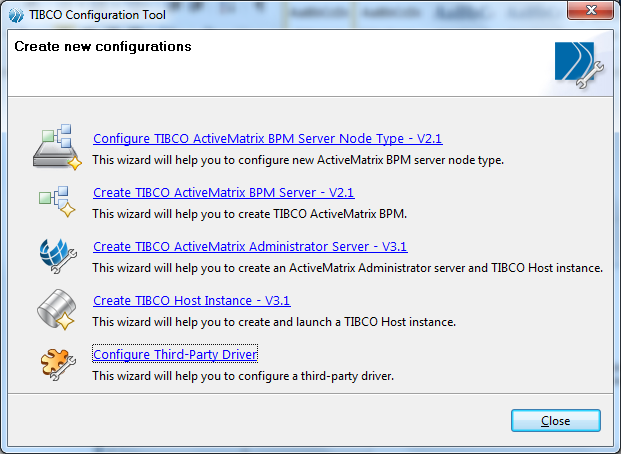 TIBCO Configuration Tool
Create new configurations
Configure TIBCO ActiveMatrix BPM Server Node Type - V2.1
This wizard will help you to configure new ActiveMatrix BPM server node type.
Create TIBCO ActiveMatrix BPM Server - V2.1
This wizard will help you to create TIBCO ActiveMatrix BPM.
Create TIBCO ActiveMatrix Administrator Server - V3.1
This wizard will help you to create an ActiveMatrix Administrator server and TIBCO Host instance.
Create TIBCO Host Instance - V3.1
This wizard will help you to create and launch a TIBCO Host instance.
Configure Third-Party Driver
This wizard will help you to configure a third-party driver.
Close